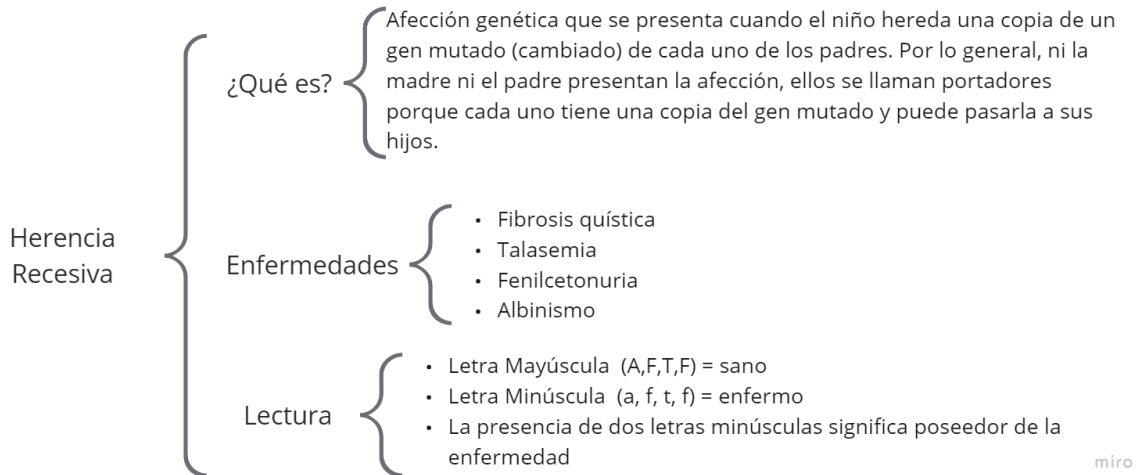 Herencia
Recesiva
¿Qué es?
Afección genética que se presenta cuando el niño hereda una copia de un
gen mutado (cambiado) de cada uno de los padres. Por lo general, ni la
madre ni el padre presentan la afección, ellos se llaman portadores
porque cada uno tiene una copia del gen mutado y puede pasarla a sus
hijos.
Enfermedades
• Fibrosis quística
• Talasemia
• Fenilcetonuria
• Albinismo
Lectura
• Letra Mayúscula (A,F,T,F) = sano
• Letra Minúscula (a, f, t, f) = enfermo
• La presencia de dos letras minúsculas significa poseedor de la
enfermedad
miro